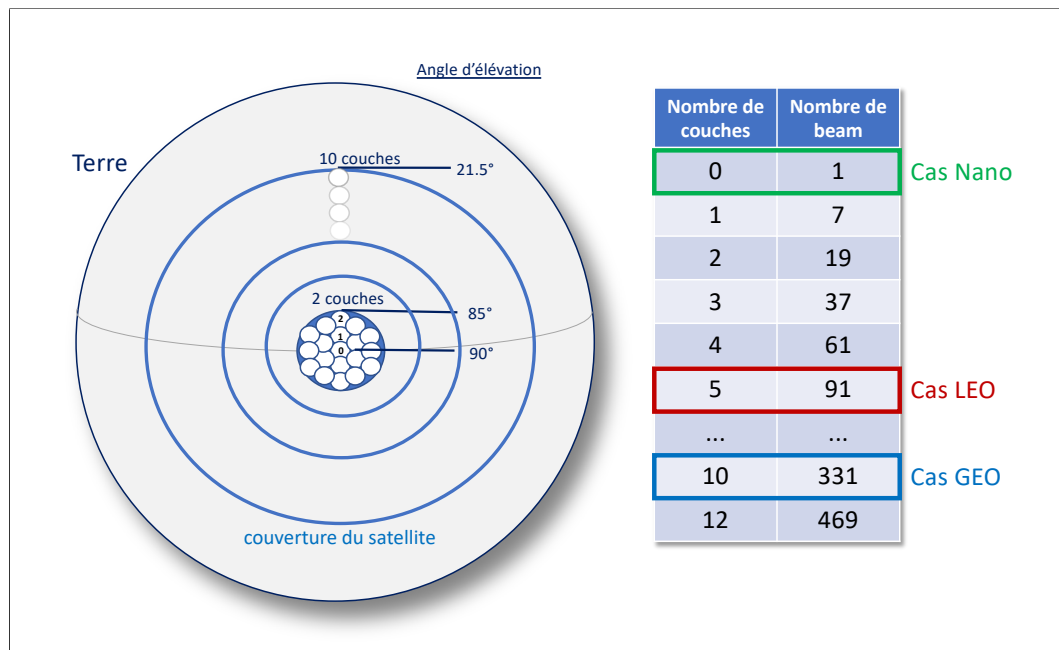 Angle d'élévation
Terre
10 couches
21.5°
2 couches
85°
2
1
0
90°
couverture du satellite
Nombre de couches Nombre de beam
0 1 Cas Nano
1 7
2 19
3 37
4 61
5 91 Cas LEO
... ...
10 331 Cas GEO
12 469